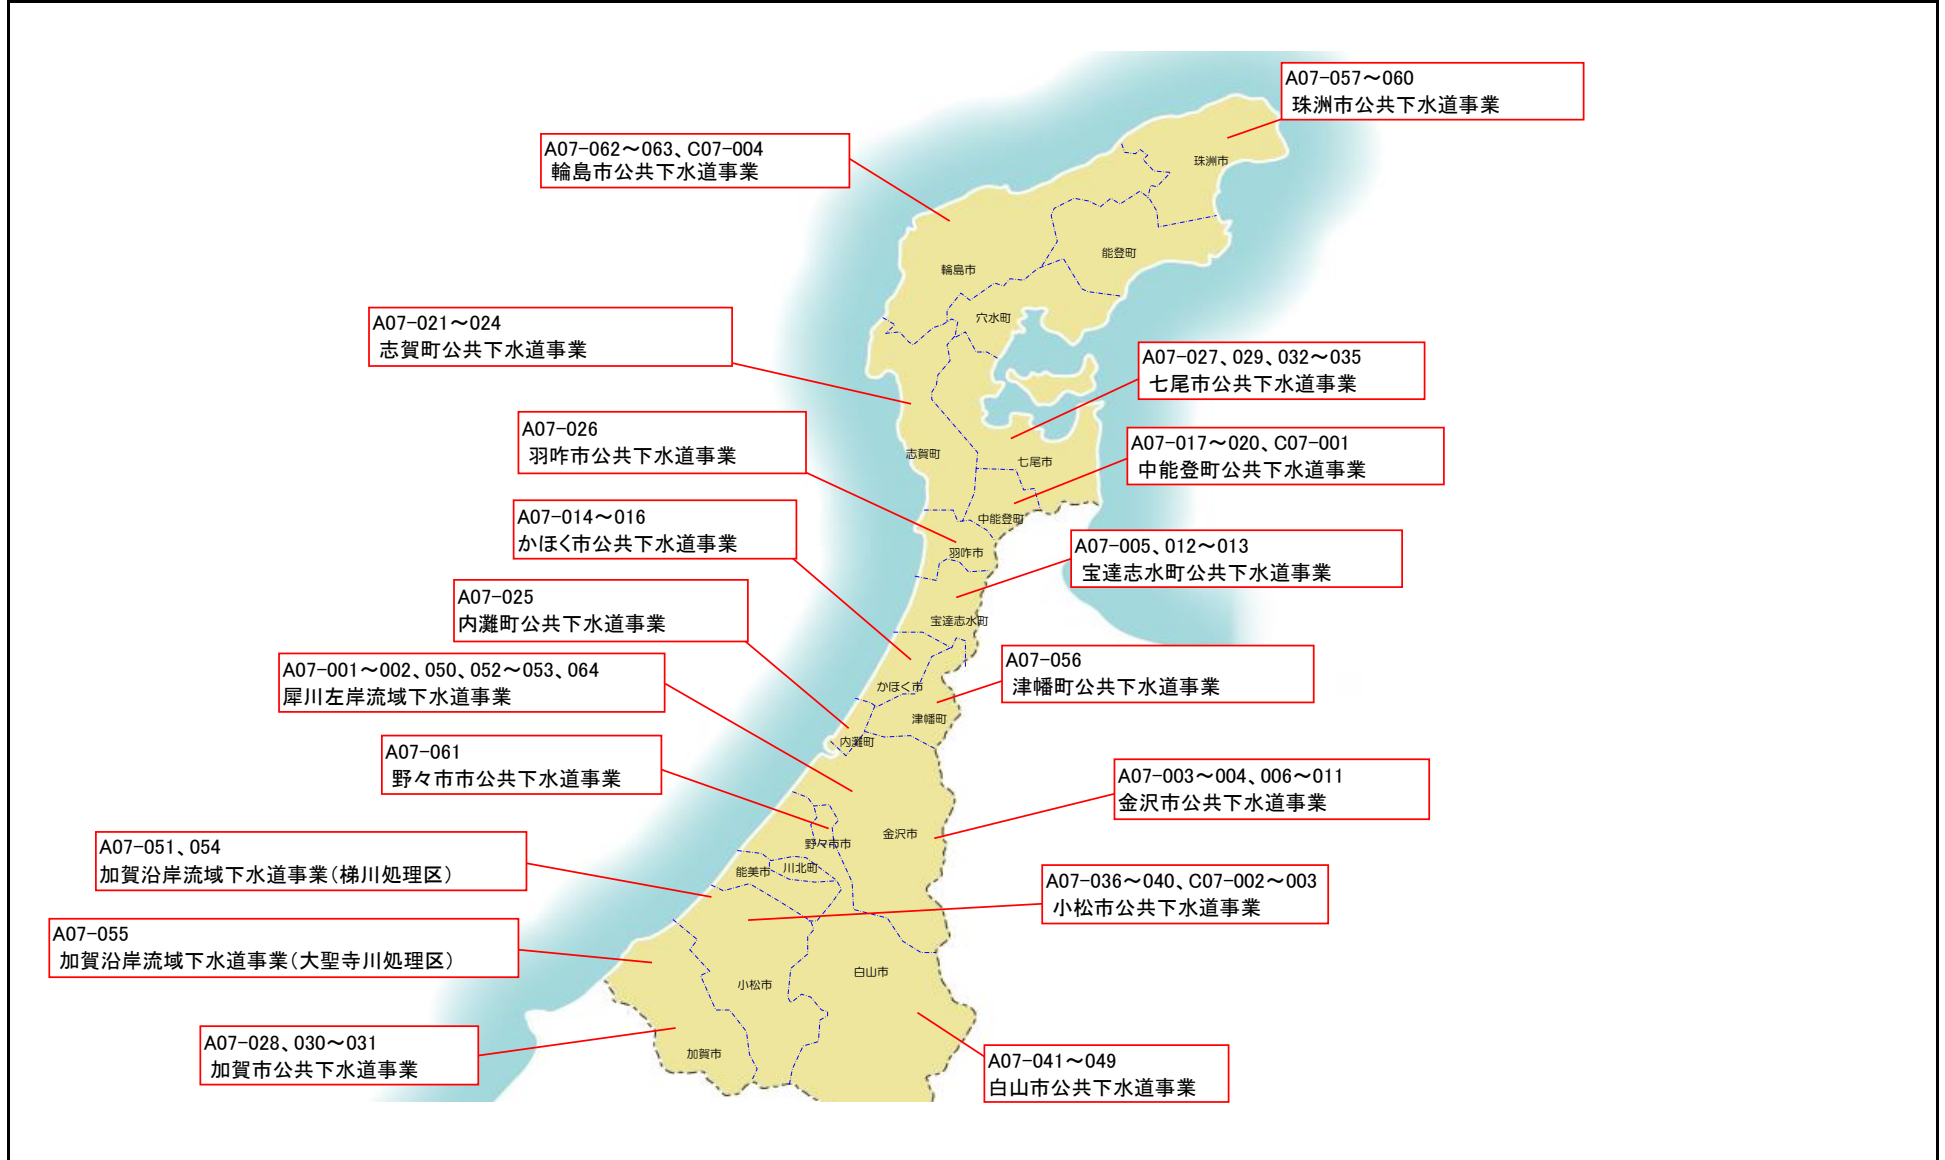 A07-057～060
珠洲市公共下水道事業
A07-062～063、C07-004
輪島市公共下水道事業
珠洲市
能登町
輪島市
穴水町
A07-021～024
志賀町公共下水道事業
A07-027、029、032～035
七尾市公共下水道事業
A07-026
羽咋市公共下水道事業
志賀町
七尾市
A07-017～020、C07-001
中能登町公共下水道事業
A07-014～016
かほく市公共下水道事業
中能登町
羽咋市
A07-005、012～013
宝達志水町公共下水道事業
A07-025
内灘町公共下水道事業
宝達志水町
A07-001～002、050、052～053、064
犀川左岸流域下水道事業
かほく市
A07-056
津幡町公共下水道事業
津幡町
内灘町
A07-061
野々市市公共下水道事業
A07-003～004、006～011
金沢市公共下水道事業
金沢市
野々市市
A07-051、054
加賀沿岸流域下水道事業（梯川処理区）
能美市
川北町
A07-036～040、C07-002～003
小松市公共下水道事業
A07-055
加賀沿岸流域下水道事業（大聖寺川処理区）
白山市
小松市
A07-028、030～031
加賀市公共下水道事業
加賀市
A07-041～049
白山市公共下水道事業